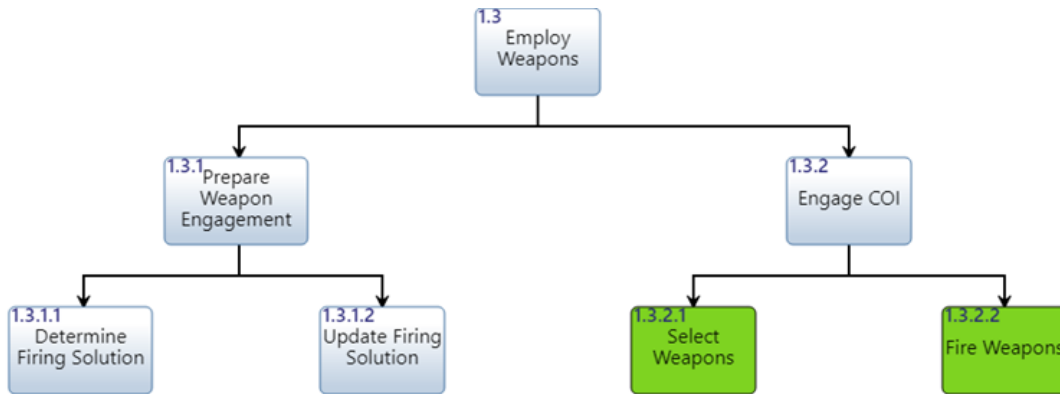 1.3
Employ
Weapons
1.3.1
Prepare
Weapon
Engagement
1.3.2
Engage COI
1.3.1.1
Determine
Firing Solution
1.3.1.2
Update Firing
Solution
1.3.2.1
Select
Weapons
1.3.2.2
Fire Weapons